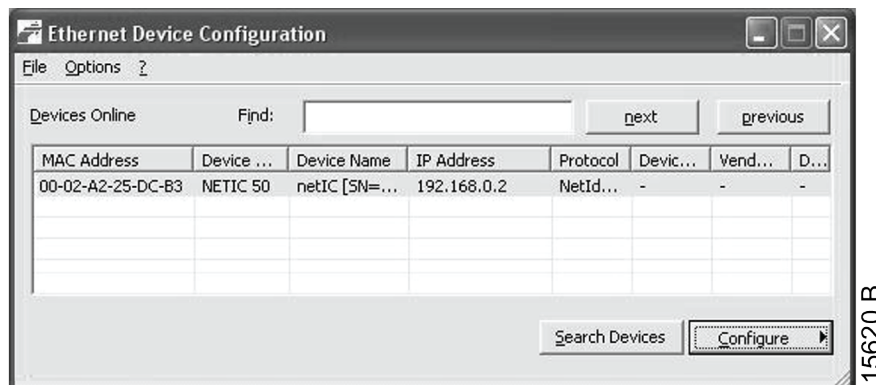 Ethernet Device Configuration
File Options ?
Devices Online Find: next previous
MAC Address Device ... Device Name IP Address Protocol Devic... Vend... D...
00-02-A2-25-DC-B3 NETIC 50 netIC [SN=... 192.168.0.2 NetId... - - -
Search Devices Configure
15620 B